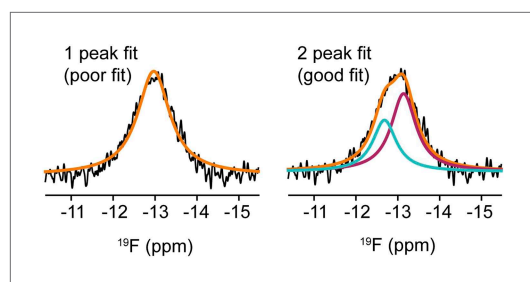 1 peak fit
(poor fit)
2 peak fit
(good fit)
-11 -12 -13 -14 -15
-11 -12 -13 -14 -15
¹⁹F (ppm)
¹⁹F (ppm)